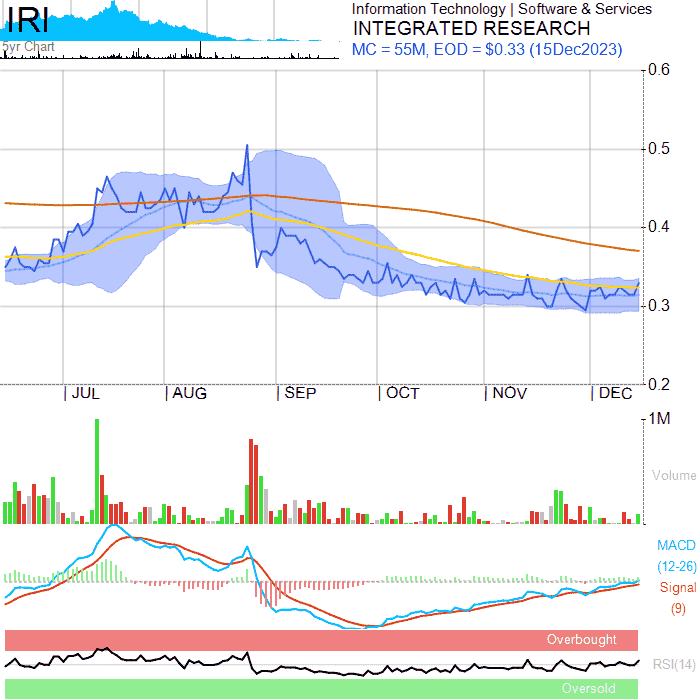 IRI
5yr Chart
Information Technology | Software & Services
INTEGRATED RESEARCH
MC = 55M, EOD = $0.33 (15Dec2023)
0.6
0.5
0.4
0.3
0.2
| JUL | AUG | SEP | OCT | NOV | DEC
1M
Volume
MACD
(12-26)
Signal
(9)
Overbought
RSI(14)
Oversold